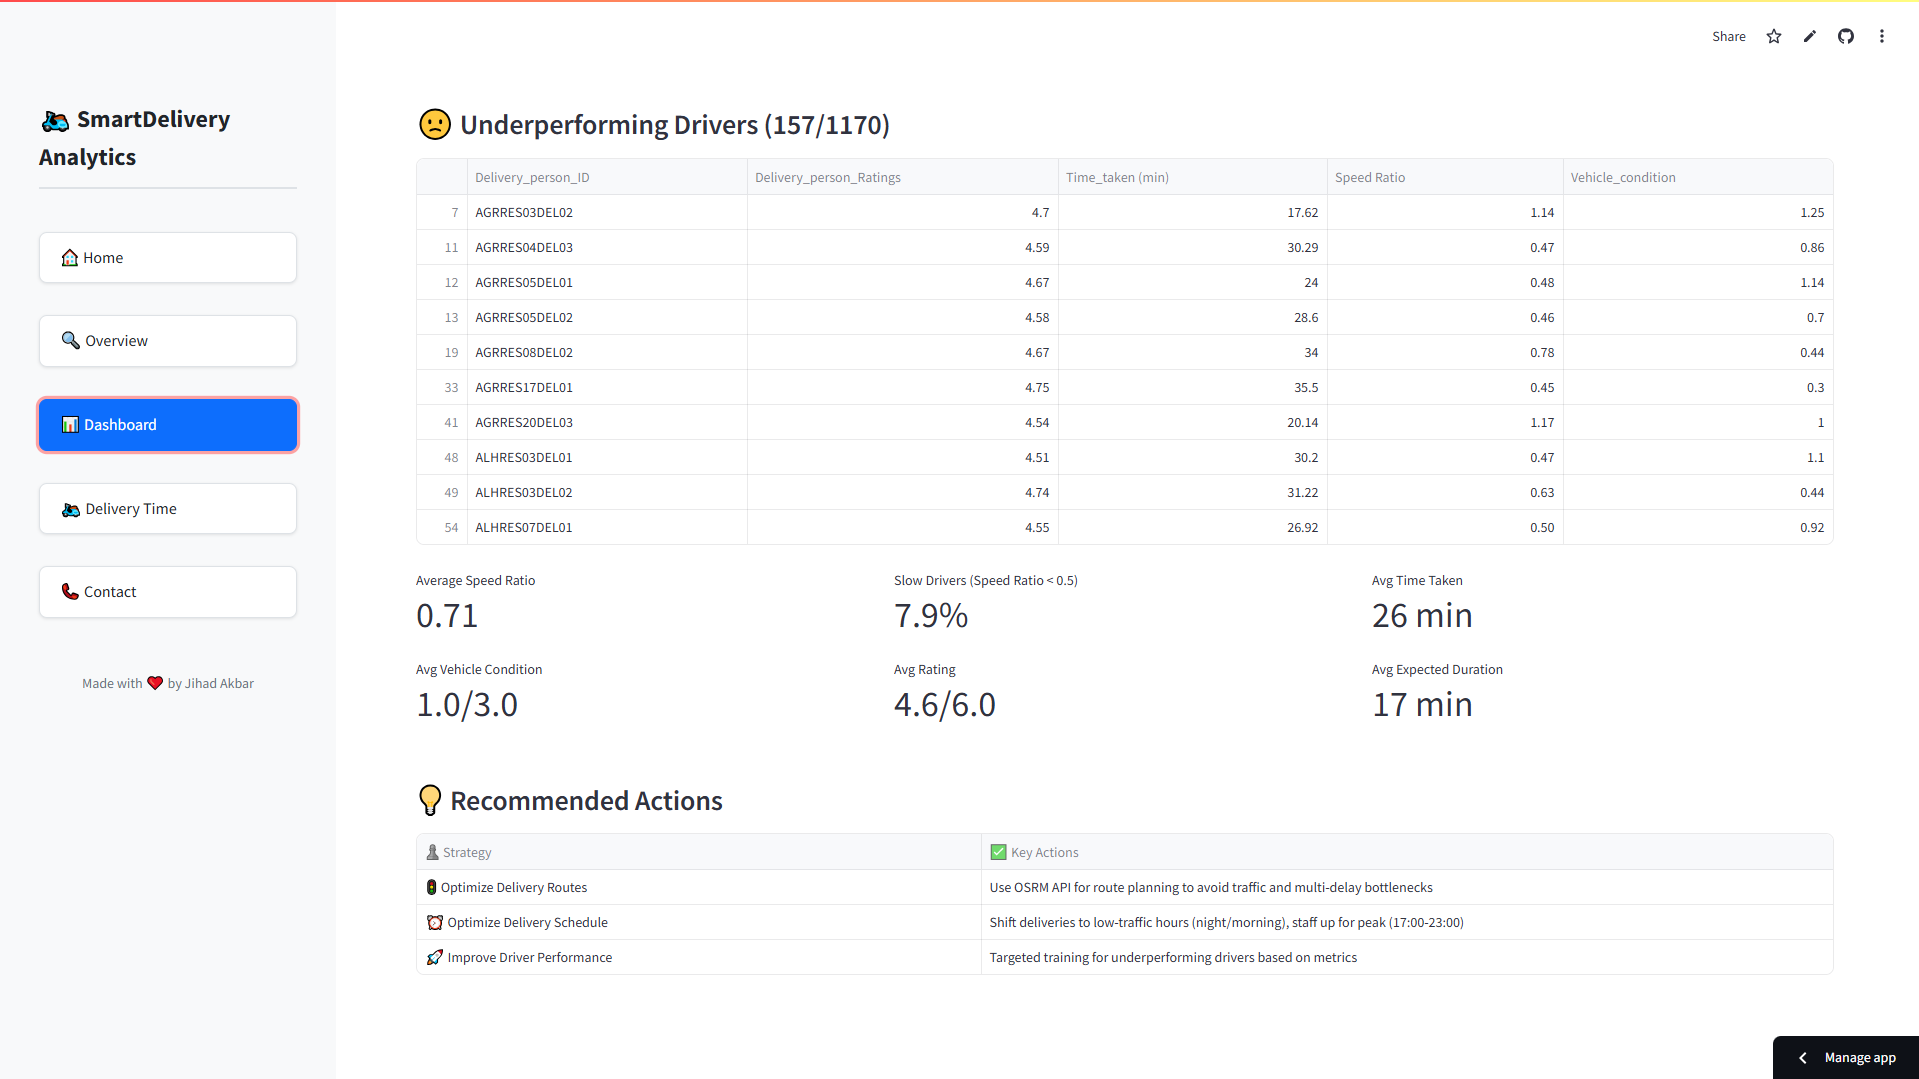 Share
SmartDelivery
Analytics
Home
Overview
Dashboard
Delivery Time
Contact
Made with ❤️ by Jihad Akbar
Underperforming Drivers (157/1170)
Delivery_person_ID Delivery_person_Ratings Time_taken (min) Speed Ratio Vehicle_condition
7 AGRRES03DEL02 4.7 17.62 1.14 1.25
11 AGRRES04DEL03 4.59 30.29 0.47 0.86
12 AGRRES05DEL01 4.67 24 0.48 1.14
13 AGRRES05DEL02 4.58 28.6 0.46 0.7
19 AGRRES08DEL02 4.67 34 0.78 0.44
33 AGRRES17DEL01 4.75 35.5 0.45 0.3
41 AGRRES20DEL03 4.54 20.14 1.17 1
48 ALHRES03DEL01 4.51 30.2 0.47 1.1
49 ALHRES03DEL02 4.74 31.22 0.63 0.44
54 ALHRES07DEL01 4.55 26.92 0.50 0.92
Average Speed Ratio Slow Drivers (Speed Ratio < 0.5) Avg Time Taken
0.71 7.9% 26 min
Avg Vehicle Condition Avg Rating Avg Expected Duration
1.0/3.0 4.6/6.0 17 min
Recommended Actions
Strategy Key Actions
Optimize Delivery Routes Use OSRM API for route planning to avoid traffic and multi-delay bottlenecks
Optimize Delivery Schedule Shift deliveries to low-traffic hours (night/morning), staff up for peak (17:00-23:00)
Improve Driver Performance Targeted training for underperforming drivers based on metrics
Manage app